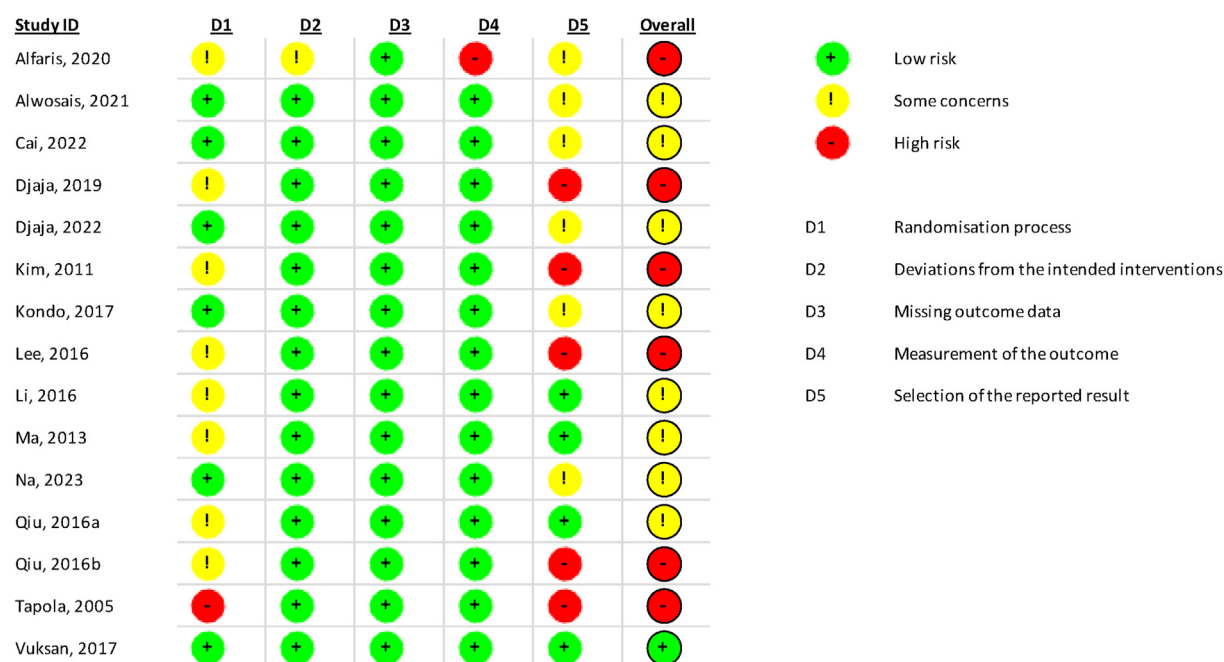 Study ID D1 D2 D3 D4 D5 Overall
Alfaris, 2020 ! ! + - ! -
Alwosais, 2021 + + + + ! !
Cai, 2022 + + + + ! !
Djaja, 2019 ! + + + - -
Djaja, 2022 + + + + ! !
Kim, 2011 ! + + + - -
Kondo, 2017 + + + + ! !
Lee, 2016 ! + + + - -
Li, 2016 ! + + + + !
Ma, 2013 ! + + + + !
Na, 2023 + + + + ! !
Qiu, 2016a ! + + + + !
Qiu, 2016b ! + + + - -
Tapola, 2005 - + + + - -
Vuksan, 2017 + + + + + +
+ Low risk
! Some concerns
- High risk
D1 Randomisation process
D2 Deviations from the intended interventions
D3 Missing outcome data
D4 Measurement of the outcome
D5 Selection of the reported result